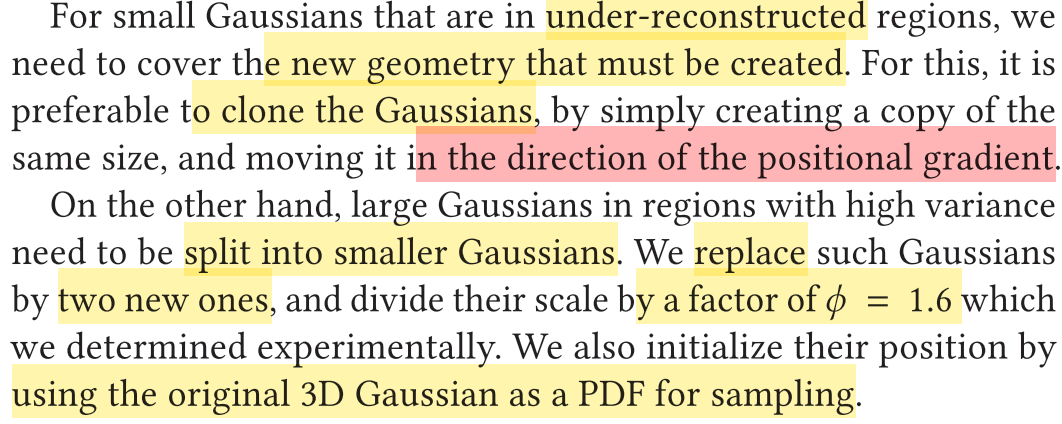 For small Gaussians that are in under-reconstructed regions, we
need to cover the new geometry that must be created. For this, it is
preferable to clone the Gaussians, by simply creating a copy of the
same size, and moving it in the direction of the positional gradient.
On the other hand, large Gaussians in regions with high variance
need to be split into smaller Gaussians. We replace such Gaussians
by two new ones, and divide their scale by a factor of ϕ = 1.6 which
we determined experimentally. We also initialize their position by
using the original 3D Gaussian as a PDF for sampling.